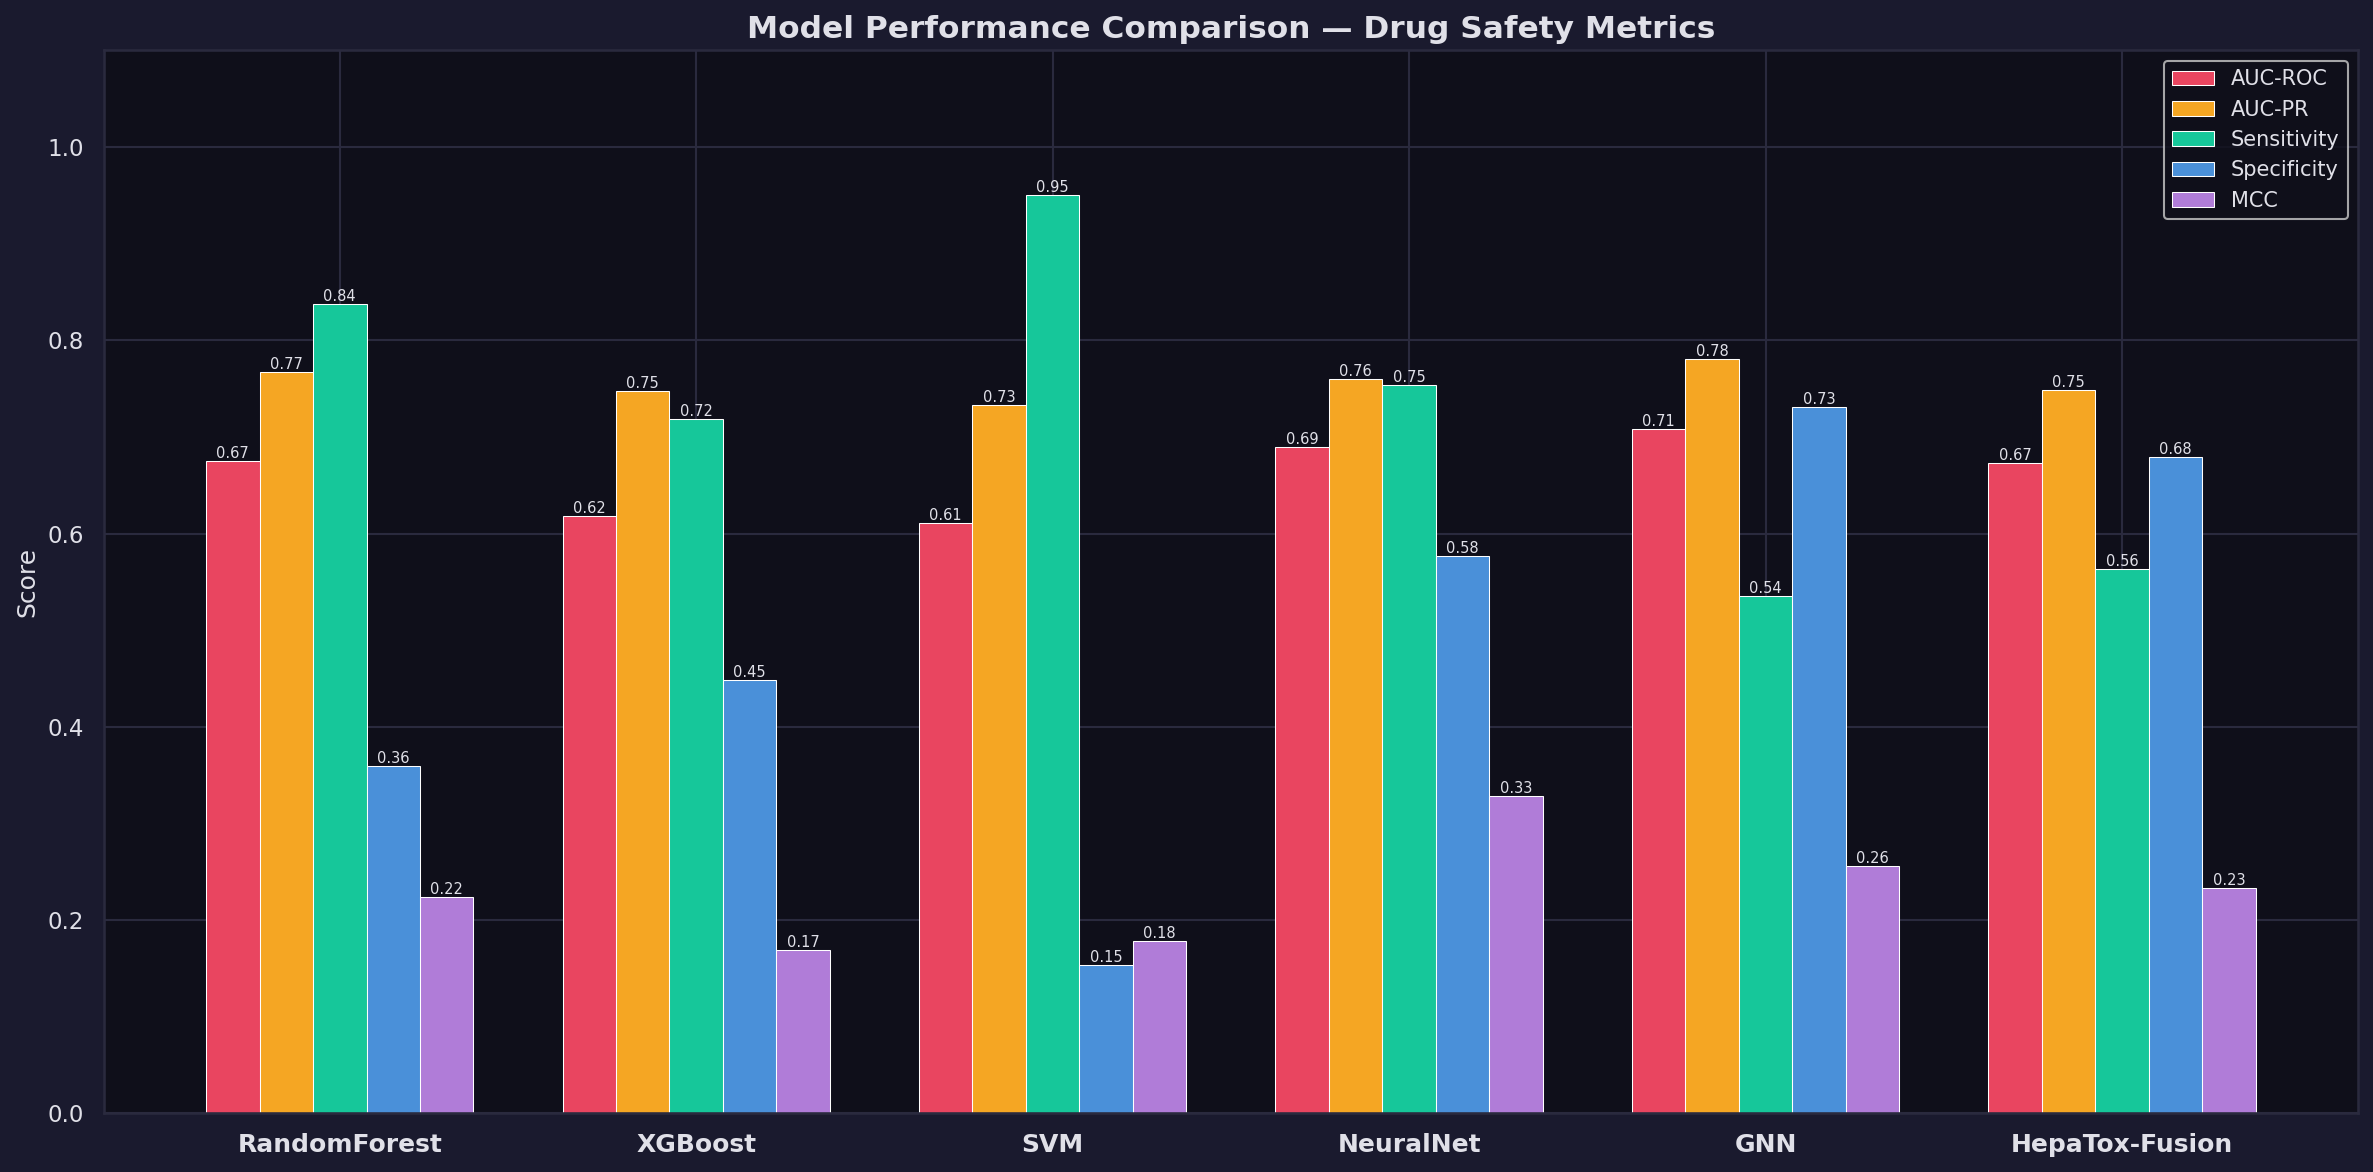 Model Performance Comparison — Drug Safety Metrics
AUC-ROC
AUC-PR
Sensitivity
Specificity
MCC
Score
1.0
0.8
0.6
0.4
0.2
0.0
0.67
0.77
0.84
0.36
0.22
0.62
0.75
0.72
0.45
0.17
0.61
0.73
0.95
0.15
0.18
0.69
0.76
0.75
0.58
0.33
0.71
0.78
0.54
0.73
0.26
0.67
0.75
0.56
0.68
0.23
RandomForest
XGBoost
SVM
NeuralNet
GNN
HepaTox-Fusion